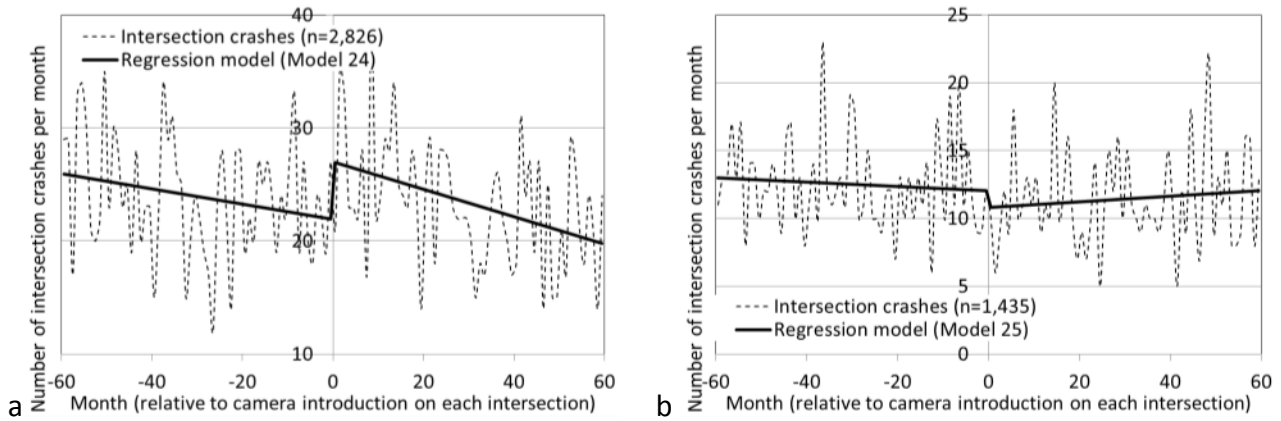 40
Intersection crashes (n=2,826)
Regression model (Model 24)
30
20
10
-60 -40 -20 0 20 40 60
Number of intersection crashes per month
Month (relative to camera introduction on each intersection)
a
25
20
15
10
5
0
Intersection crashes (n=1,435)
Regression model (Model 25)
-60 -40 -20 0 20 40 60
Number of intersection crashes per month
Month (relative to camera introduction on each intersection)
b